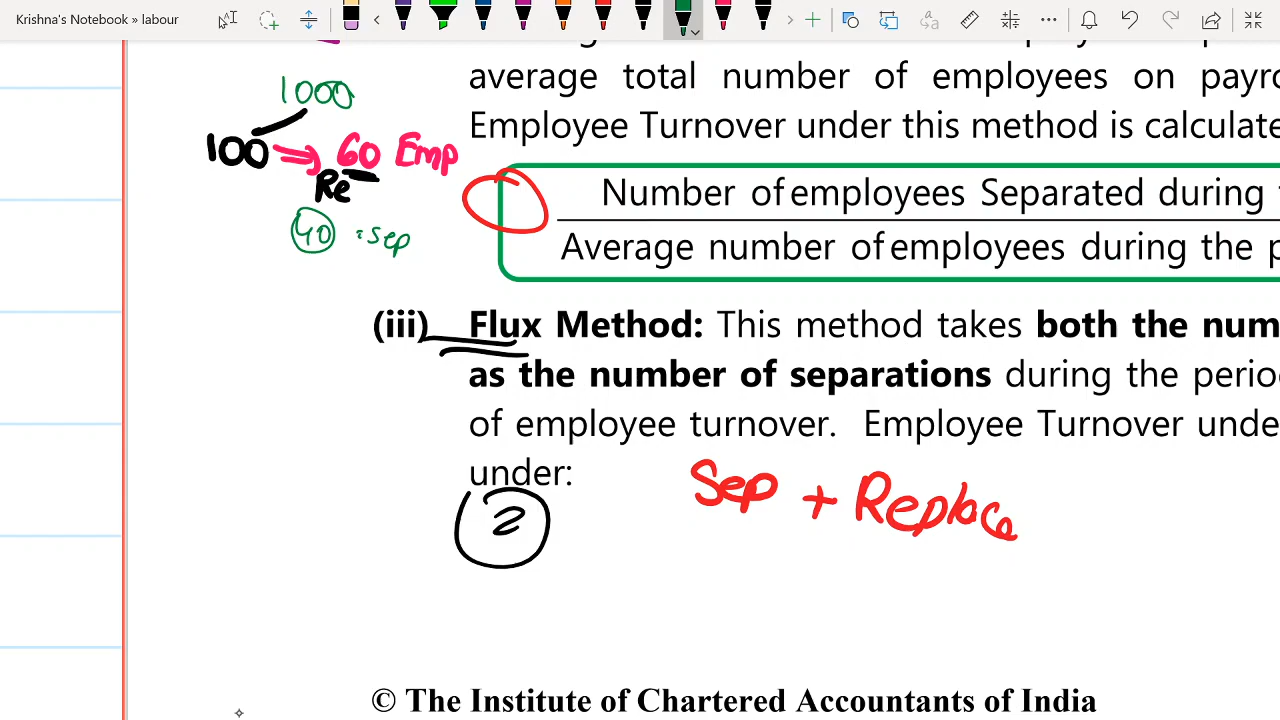 Krishna's Notebook » labour
average total number of employees on payro
Employee Turnover under this method is calculate
1000
100 → 60 Emp
Re
40 :sep
Number of employees Separated during
Average number of employees during the p
(iii) Flux Method: This method takes both the num
as the number of separations during the perio
of employee turnover. Employee Turnover unde
under:
Sep + Replace
2
© The Institute of Chartered Accountants of India